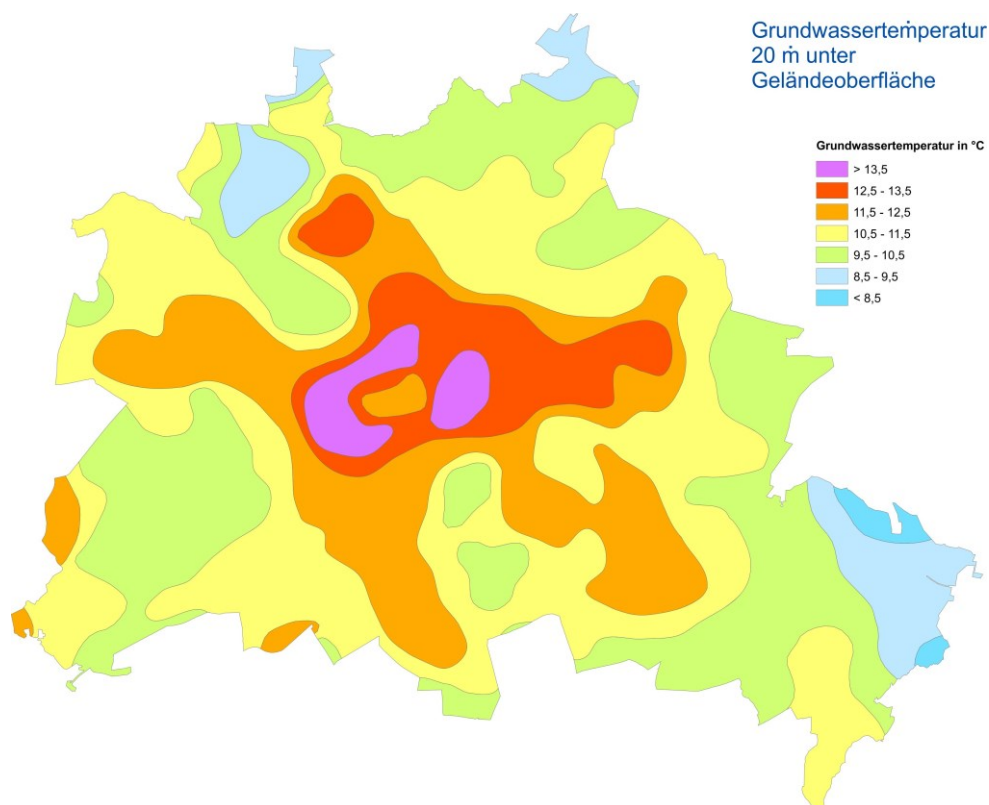 Grundwassertemperatur
20 m unter
Geländeoberfläche
Grundwassertemperatur in °C
> 13,5
12,5 - 13,5
11,5 - 12,5
10,5 - 11,5
9,5 - 10,5
8,5 - 9,5
< 8,5